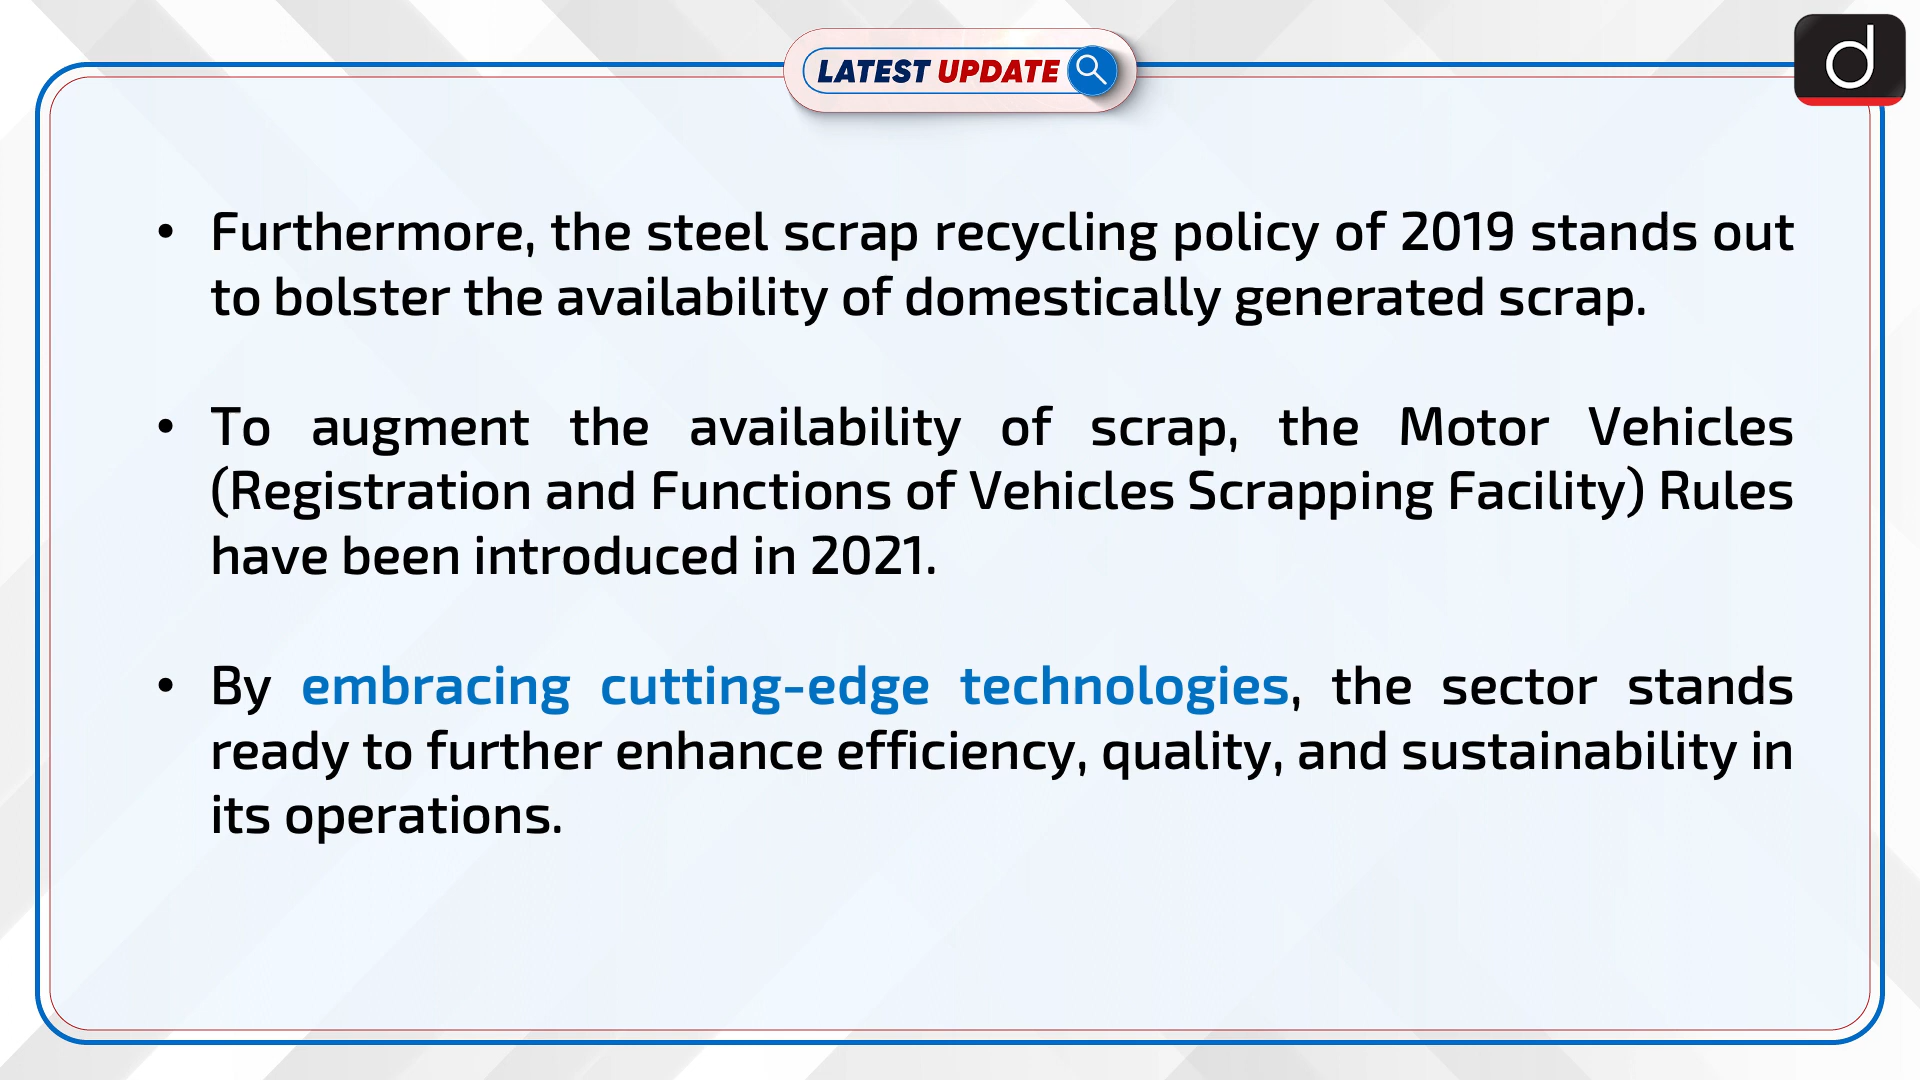 LATEST UPDATE
d
• Furthermore, the steel scrap recycling policy of 2019 stands out
to bolster the availability of domestically generated scrap.
• To augment the availability of scrap, the Motor Vehicles
(Registration and Functions of Vehicles Scrapping Facility) Rules
have been introduced in 2021.
• By embracing cutting-edge technologies, the sector stands
ready to further enhance efficiency, quality, and sustainability in
its operations.